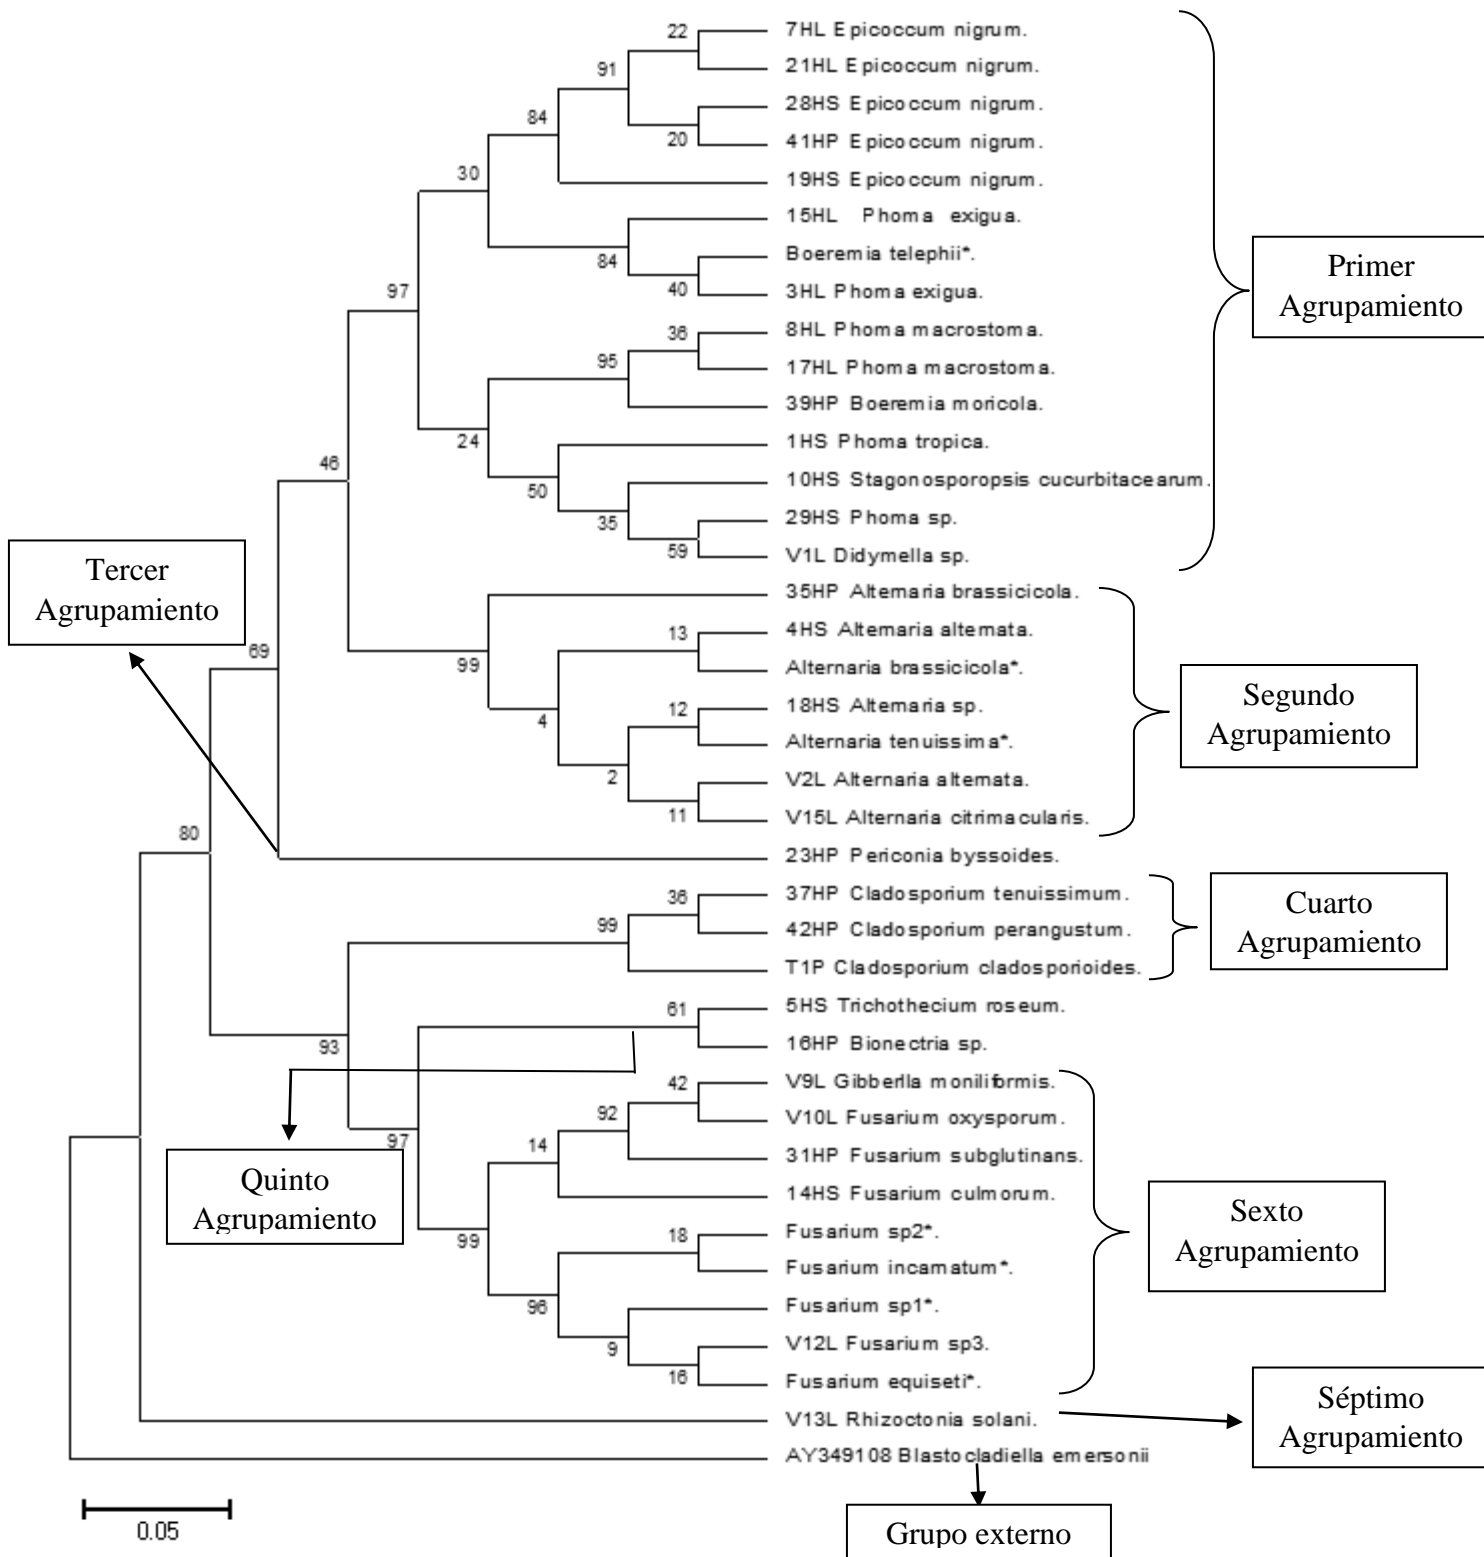 22
7HL Epicoccum nigrum.
21HL Epicoccum nigrum.
91
28HS Epicoccum nigrum.
84
41HP Epicoccum nigrum.
20
30
19HS Epicoccum nigrum.
15HL Phoma exigua.
Boeremia telephii*.
84
40
3HL Phoma exigua.
97
Primer
Agrupamiento
36
8HL Phoma macrostoma.
95
17HL Phoma macrostoma.
39HP Boeremia moricola.
24
1HS Phoma tropica.
46
10HS Stagonosporopsis cucurbitacearum.
50
35
29HS Phoma sp.
59
V1L Didymella sp.
Tercer
Agrupamiento
35HP Alternaria brassicicola.
13
4HS Alternaria alternata.
69
99
Alternaria brassicicola*.
12
18HS Alternaria sp.
4
Alternaria tenuissima*.
Segundo
Agrupamiento
2
V2L Alternaria alternata.
11
V15L Alternaria citrimacularis.
80
23HP Periconia byssoides.
36
37HP Cladosporium tenuissimum.
99
42HP Cladosporium perangustum.
T1P Cladosporium cladosporioides.
Cuarto
Agrupamiento
61
5HS Trichothecium roseum.
93
16HP Bionectria sp.
42
V9L Gibberlla moniliformis.
92
V10L Fusarium oxysporum.
97
14
31HP Fusarium subglutinans.
14HS Fusarium culmorum.
Quinto
Agrupamiento
99
18
Fusarium sp2*.
Fusarium incarnatum*.
Sexto
Agrupamiento
96
Fusarium sp1*.
9
V12L Fusarium sp3.
16
Fusarium equiseti*.
V13L Rhizoctonia solani.
Séptimo
Agrupamiento
AY349108 Blastocladiella emersonii
0.05
Grupo externo